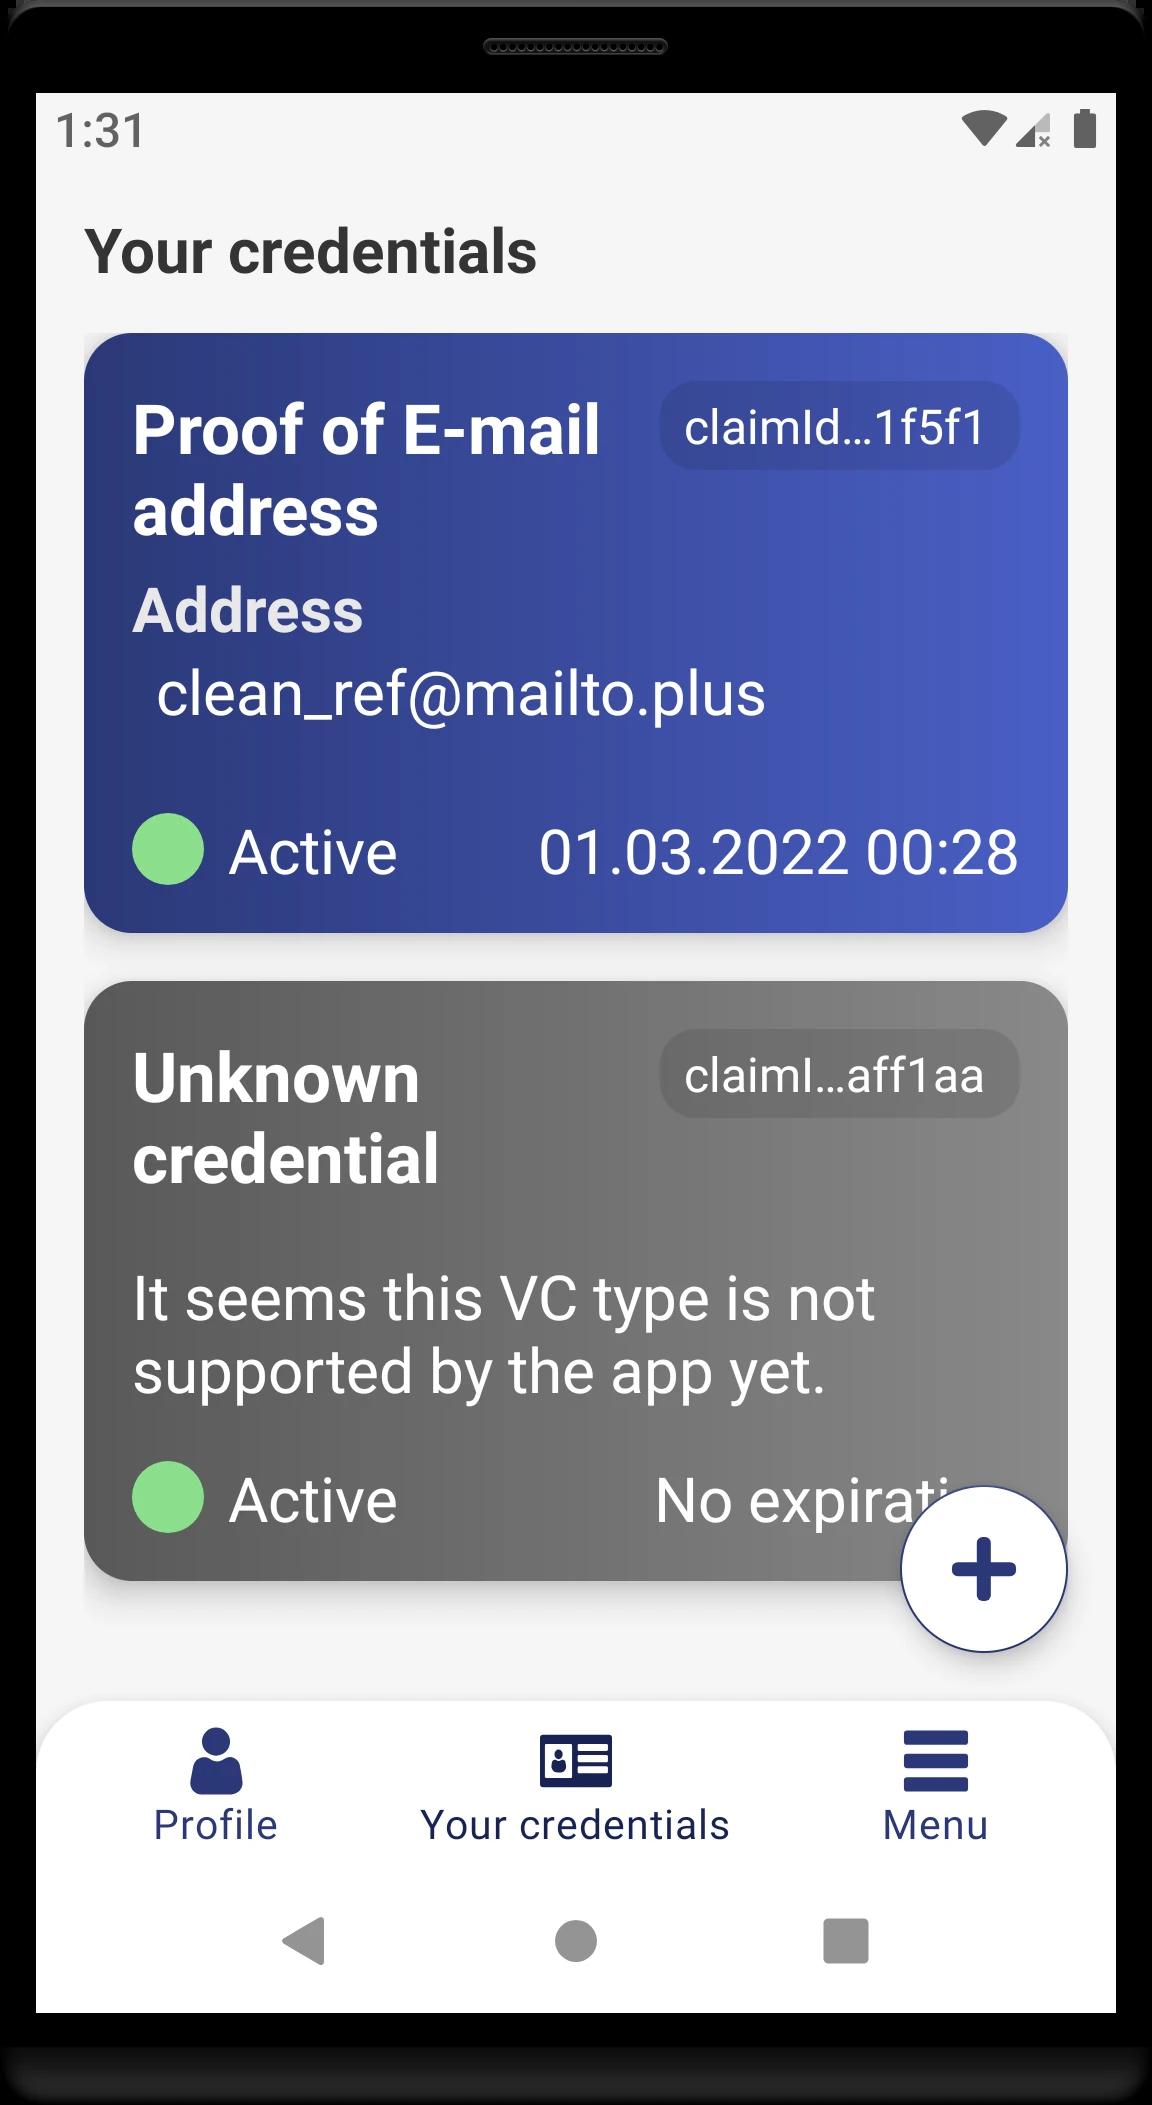 1:31
Your credentials
Proof of E-mail
address
claimId...1f5f1
Address
clean_ref@mailto.plus
Active
01.03.2022 00:28
Unknown
credential
claimI...aff1aa
It seems this VC type is not
supported by the app yet.
Active
No expirati
Profile
Your credentials
Menu